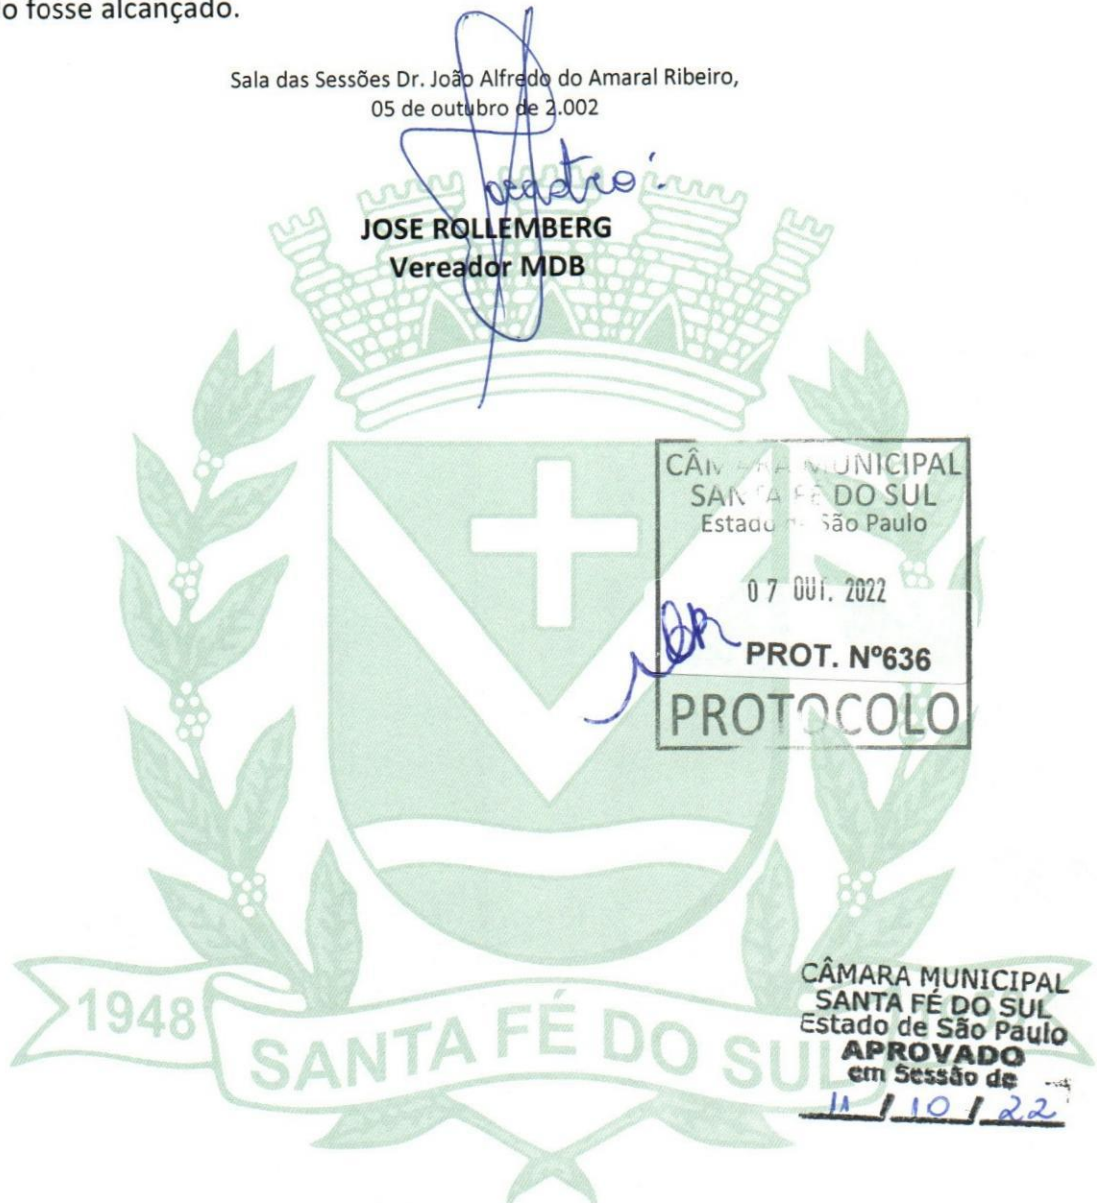 o fosse alcançado.
Sala das Sessões Dr. João Alfredo do Amaral Ribeiro,
05 de outubro de 2.002
JOSE ROLLEMBERG
Vereador MDB
CÂMARA MUNICIPAL
SANTA FÉ DO SUL
Estado de São Paulo
07 OUT. 2022
PROT. Nº636
PROTOCOLO
CÂMARA MUNICIPAL
SANTA FÉ DO SUL
Estado de São Paulo
APROVADO
em Sessão de
11 / 10 / 22
1948
SANTA FÉ DO SUL